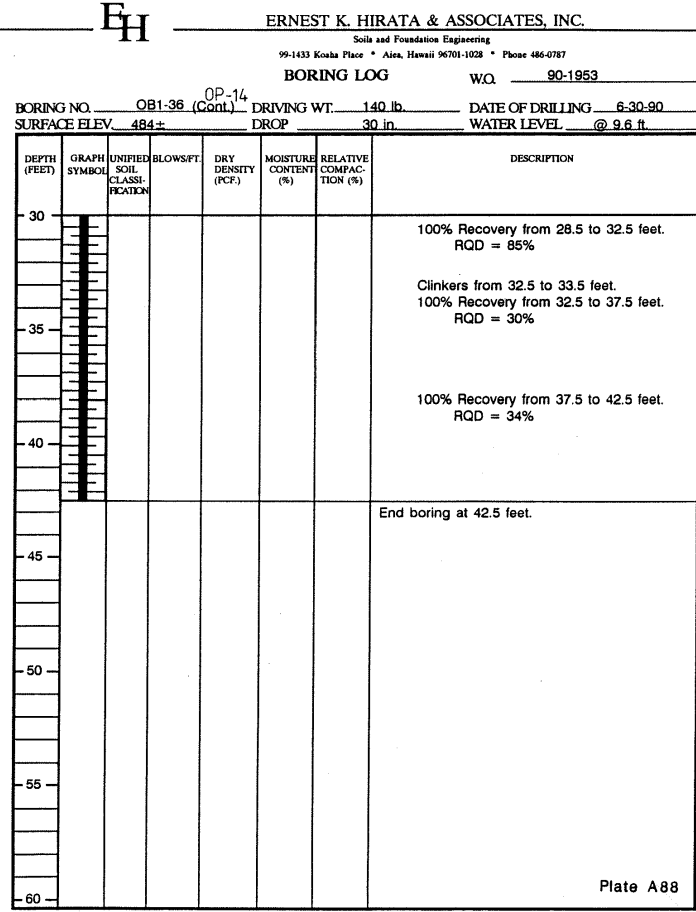 EH
ERNEST K. HIRATA & ASSOCIATES, INC.
Soils and Foundation Engineering
99-1433 Koaha Place * Aiea, Hawaii 96701-1028 * Phone 486-0787
BORING LOG W.O. 90-1953
OP-14
BORING NO. OB1-36 (Cont.) DRIVING WT. 140 lb. DATE OF DRILLING 6-30-90
SURFACE ELEV. 484± DROP 30 in. WATER LEVEL @ 9.6 ft.
DEPTH (FEET) GRAPH SYMBOL UNIFIED SOIL CLASSI-FICATION BLOWS/FT. DRY DENSITY (PCF.) MOISTURE CONTENT (%) RELATIVE COMPAC-TION (%) DESCRIPTION
30
100% Recovery from 28.5 to 32.5 feet.
RQD = 85%
Clinkers from 32.5 to 33.5 feet.
100% Recovery from 32.5 to 37.5 feet.
35 RQD = 30%
100% Recovery from 37.5 to 42.5 feet.
RQD = 34%
40
End boring at 42.5 feet.
45
50
55
Plate A88
60